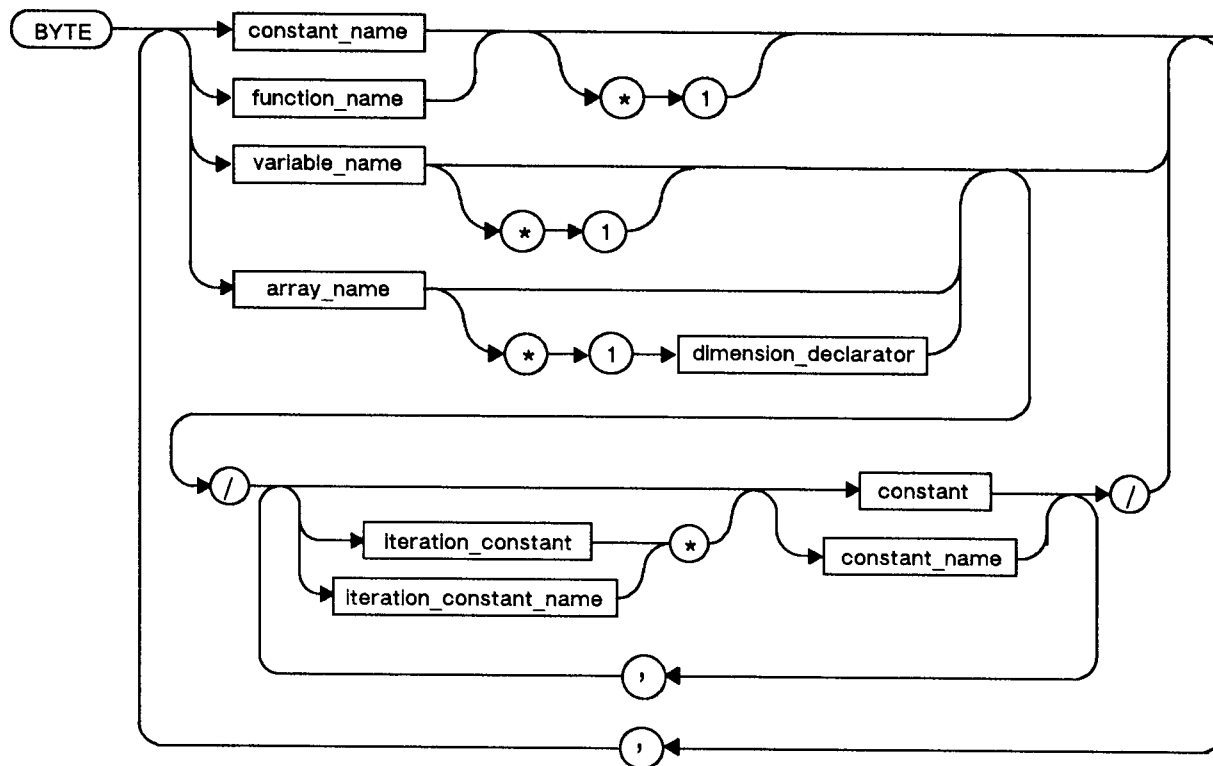 BYTE
constant_name
function_name
* 1
variable_name
* 1
array_name
* 1 dimension_declarator
/ constant /
iteration_constant *
constant_name
iteration_constant_name
,
,